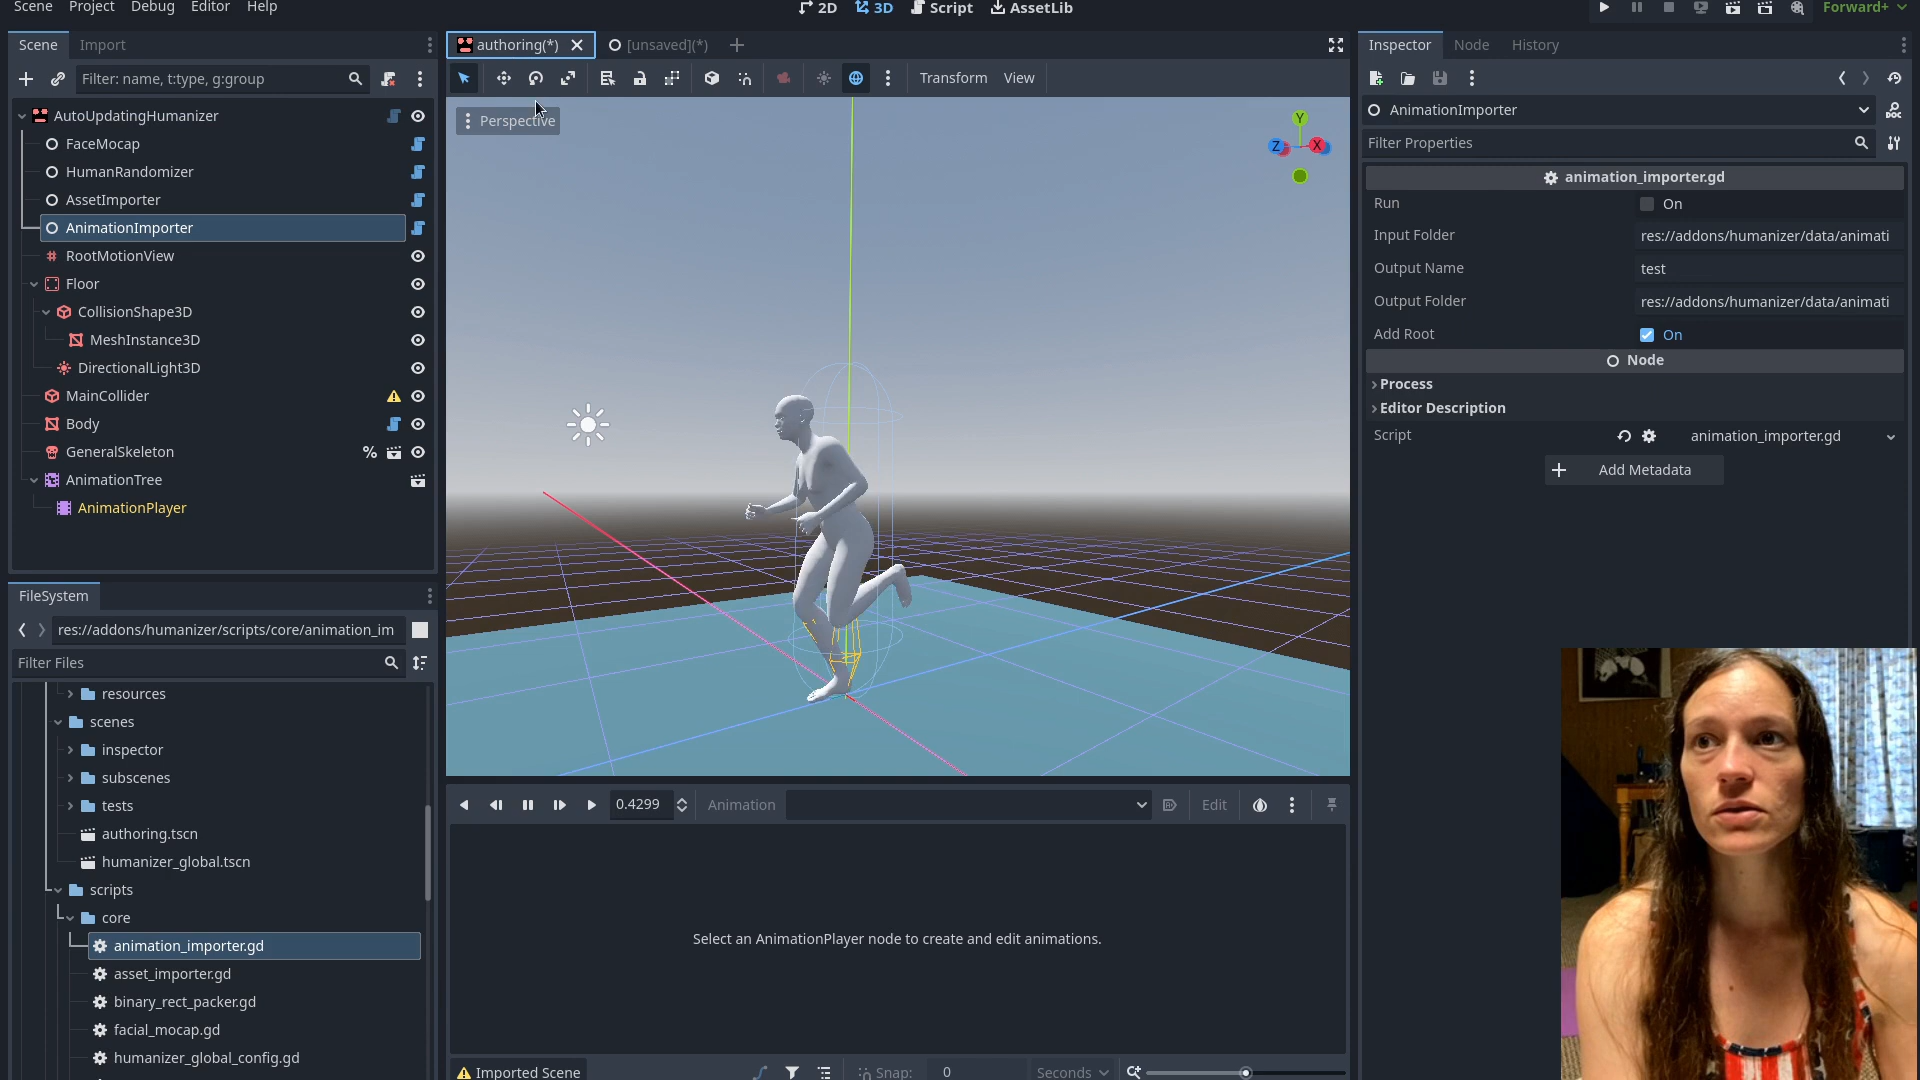 Scene Project Debug Editor Help
2D 3D Script AssetLib
Forward+
Scene Import
authoring(*) [unsaved](*)
Inspector Node History
Filter: name, t:type, g:group
Transform View
AutoUpdatingHumanizer
FaceMocap
HumanRandomizer
AssetImporter
AnimationImporter
RootMotionView
Floor
CollisionShape3D
MeshInstance3D
DirectionalLight3D
MainCollider
Body
GeneralSkeleton %
AnimationTree
AnimationPlayer
Perspective
Y
Z X
AnimationImporter
DOC
Filter Properties
animation_importer.gd
Run On
Input Folder res://addons/humanizer/data/animati
Output Name test
Output Folder res://addons/humanizer/data/animati
Add Root On
Node
Process
Editor Description
Script animation_importer.gd
Add Metadata
FileSystem
res://addons/humanizer/scripts/core/animation_im
Filter Files
resources
scenes
inspector
subscenes
tests
authoring.tscn
humanizer_global.tscn
scripts
core
animation_importer.gd
asset_importer.gd
binary_rect_packer.gd
facial_mocap.gd
humanizer_global_config.gd
0.4299 Animation Edit
Select an AnimationPlayer node to create and edit animations.
Imported Scene Snap: 0 Seconds